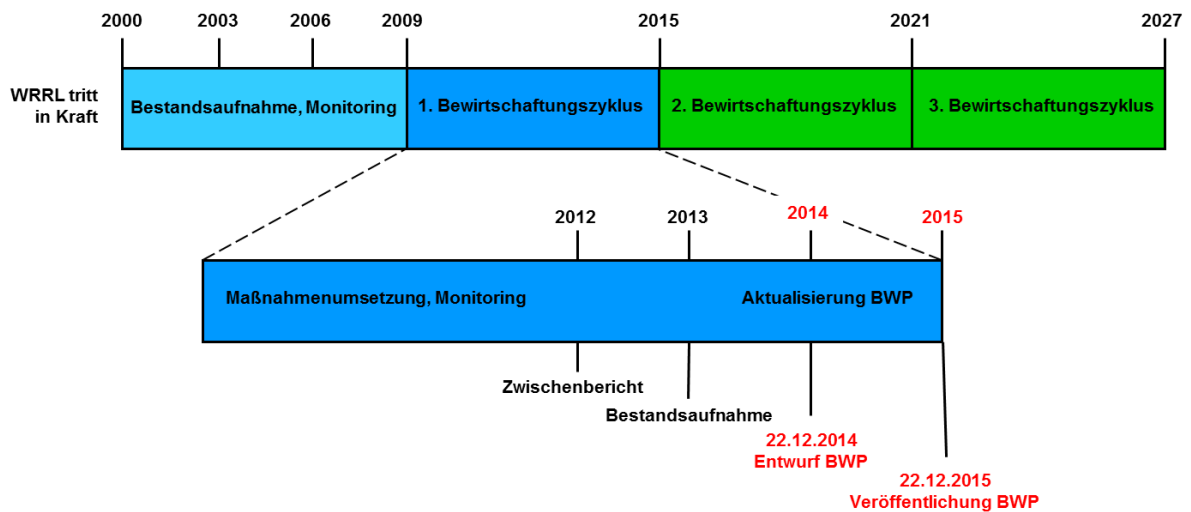 2000 2003 2006 2009 2015 2021 2027
WRRL tritt
in Kraft
Bestandsaufnahme, Monitoring
1. Bewirtschaftungszyklus
2. Bewirtschaftungszyklus
3. Bewirtschaftungszyklus
2012 2013 2014 2015
Maßnahmenumsetzung, Monitoring
Aktualisierung BWP
Zwischenbericht
Bestandsaufnahme
22.12.2014
Entwurf BWP
22.12.2015
Veröffentlichung BWP